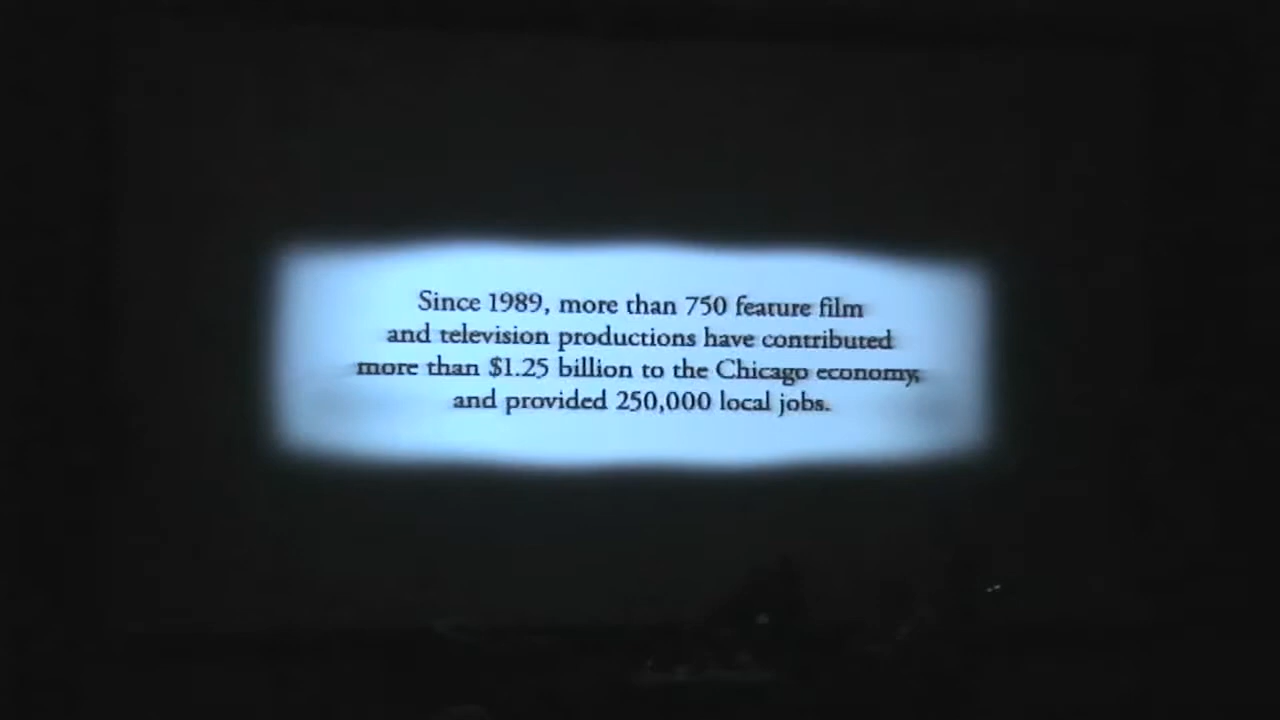 Since 1989, more than 750 feature film
and television productions have contributed
more than $1.25 billion to the Chicago economy,
and provided 250,000 local jobs.